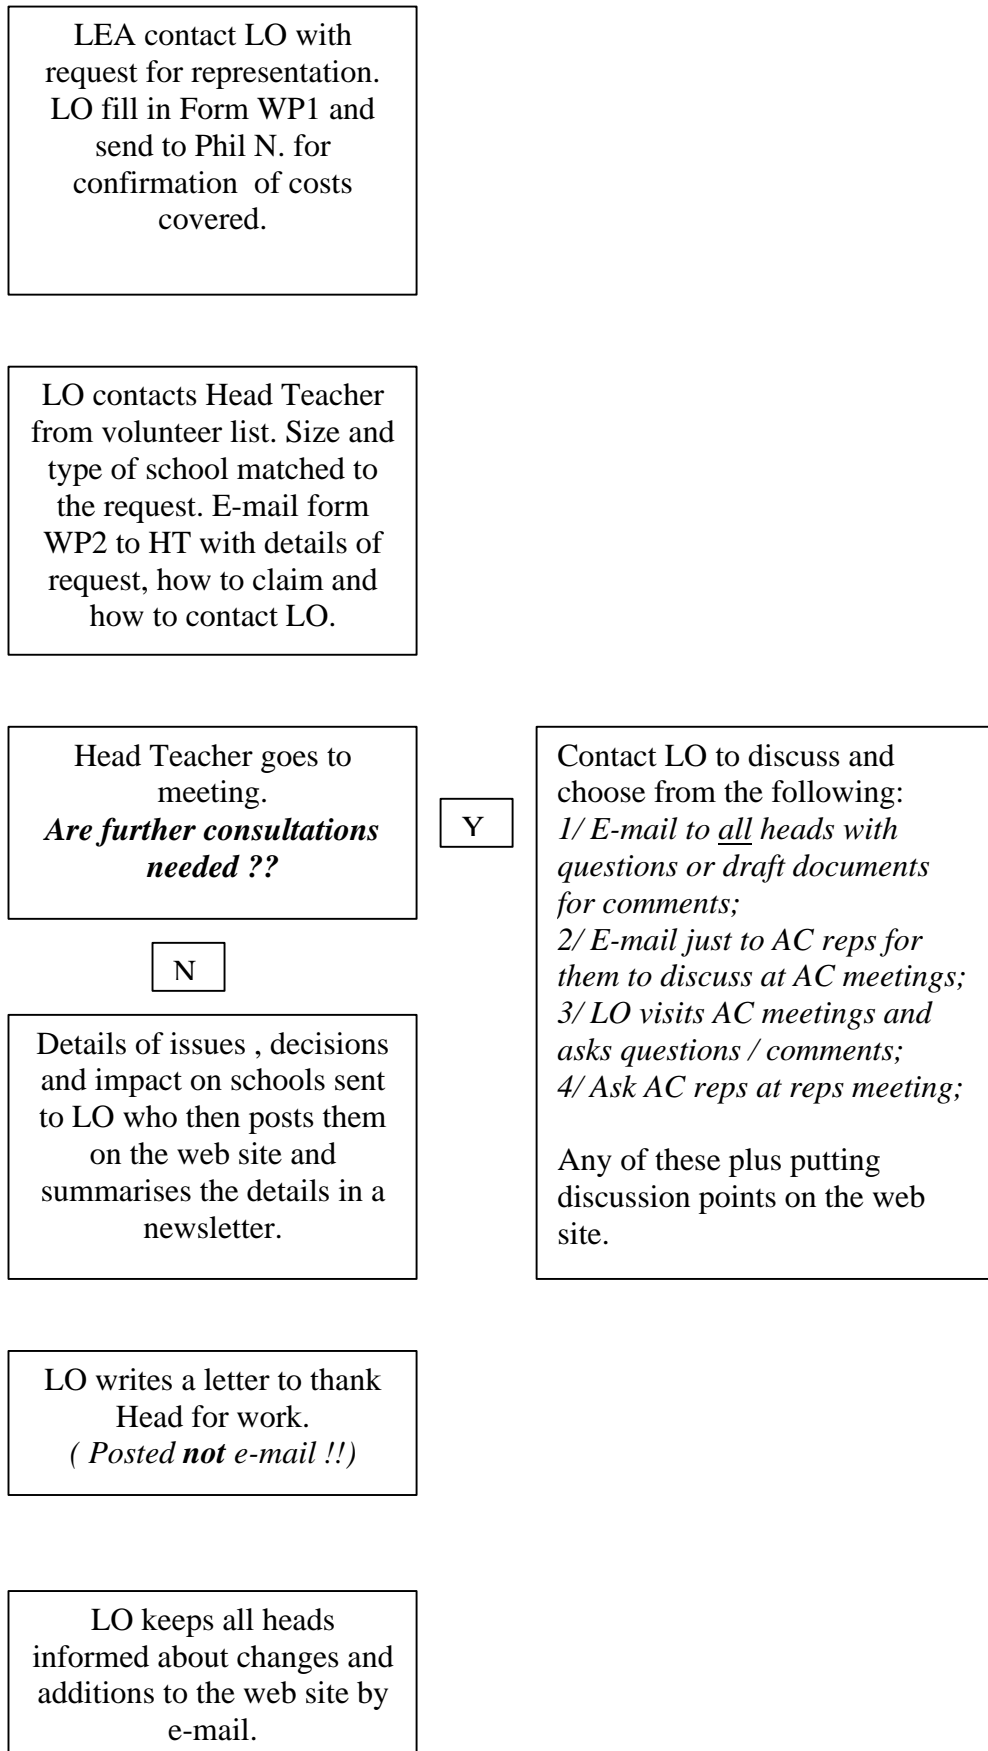 LEA contact LO with
request for representation.
LO fill in Form WP1 and
send to Phil N. for
confirmation  of costs
covered.
LO contacts Head Teacher
from volunteer list. Size and
type of school matched to
the request. E-mail form
WP2 to HT with details of
request, how to claim and
how to contact LO.
Head Teacher goes to
meeting.
Are further consultations
needed ??
Y
Contact LO to discuss and
choose from the following:
1/ E-mail to all heads with
questions or draft documents
for comments;
2/ E-mail just to AC reps for
them to discuss at AC meetings;
3/ LO visits AC meetings and
asks questions / comments;
4/ Ask AC reps at reps meeting;
Any of these plus putting
discussion points on the web
site.
N
Details of issues , decisions
and impact on schools sent
to LO who then posts them
on the web site and
summarises the details in a
newsletter.
LO writes a letter to thank
Head for work.
( Posted not e-mail !!)
LO keeps all heads
informed about changes and
additions to the web site by
e-mail.